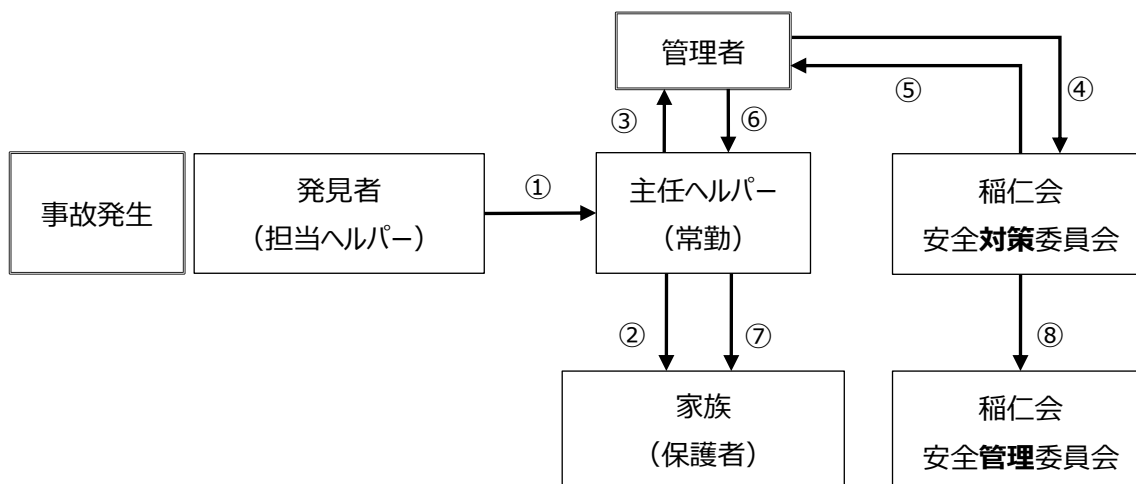 管理者
⑤
④
③
⑥
事故発生
発見者
（担当ヘルパー）
①
主任ヘルパー
（常勤）
稲仁会
安全対策委員会
②
⑦
⑧
家族
（保護者）
稲仁会
安全管理委員会